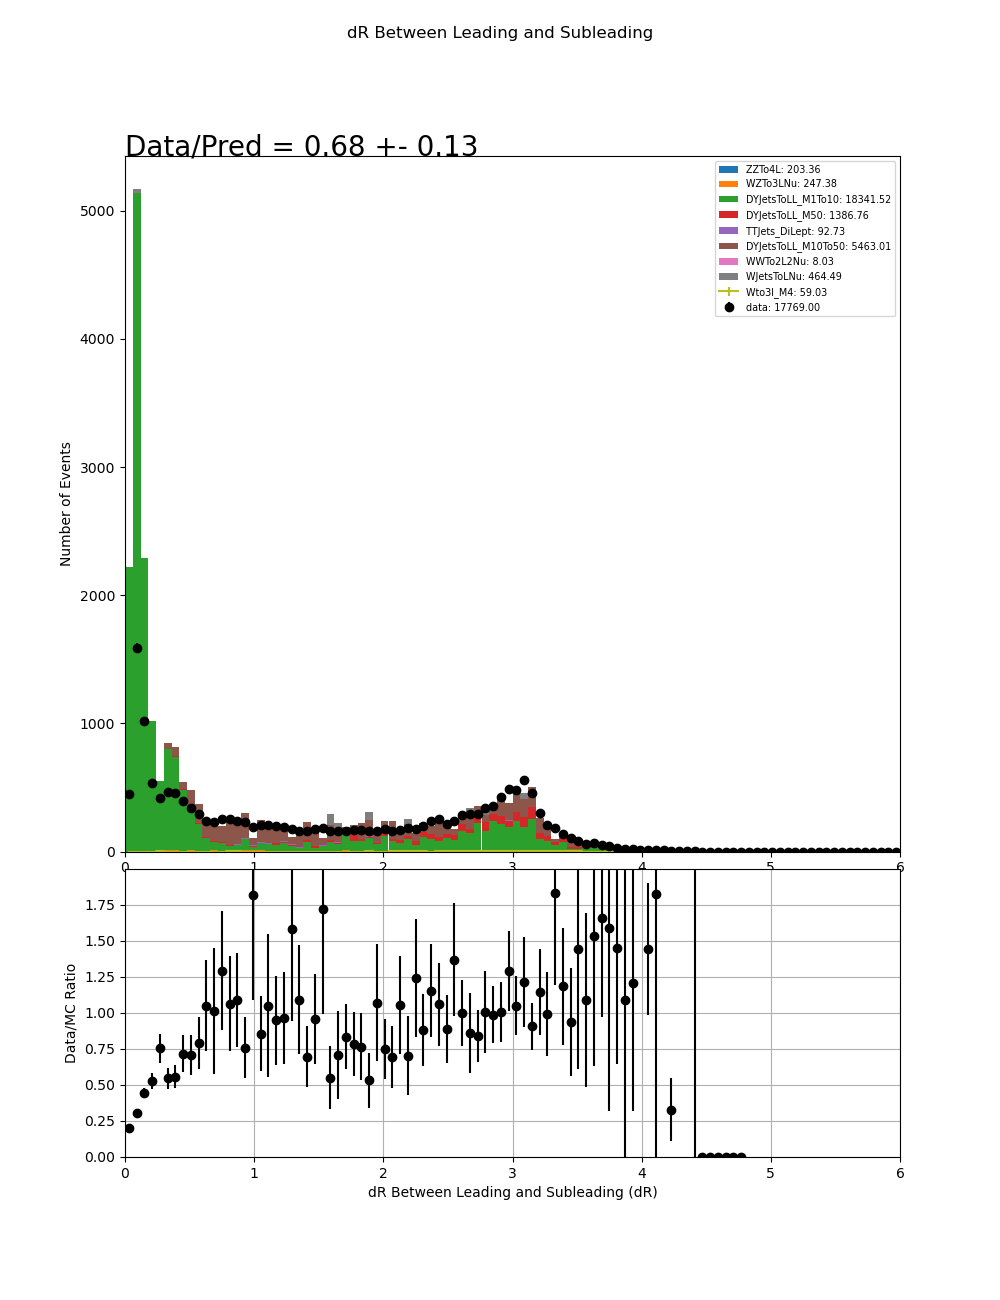 dR Between Leading and Subleading
Data/Pred = 0.68 +- 0.13
ZZTo4L: 203.36
WZTo3LNu: 247.38
DYJetsToLL_M1To10: 18341.52
DYJetsToLL_M50: 1386.76
TTJets_DiLept: 92.73
DYJetsToLL_M10To50: 5463.01
WWTo2L2Nu: 8.03
WJetsToLNu: 464.49
Wto3l_M4: 59.03
data: 17769.00
5000
4000
3000
2000
1000
0
Number of Events
0 1 2 3 4 5 6
1.75
1.50
1.25
1.00
0.75
0.50
0.25
0.00
Data/MC Ratio
0 1 2 3 4 5 6
dR Between Leading and Subleading (dR)